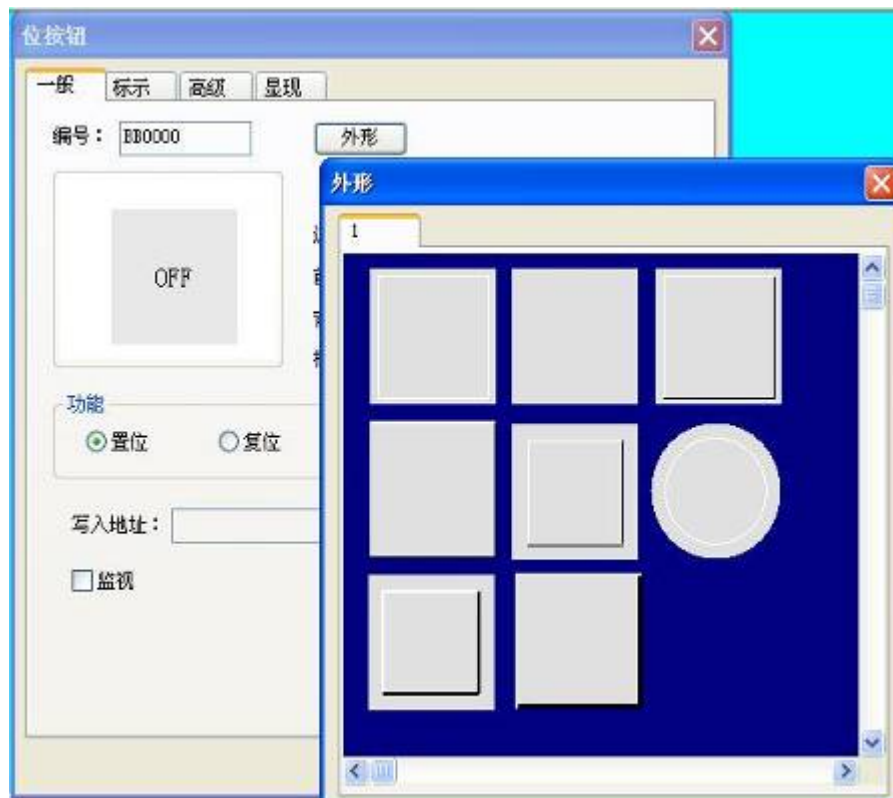 位按钮
一般 标示 高级 显现
编号： BB0000 外形
外形
1
OFF
功能
置位 复位
写入地址：
监视